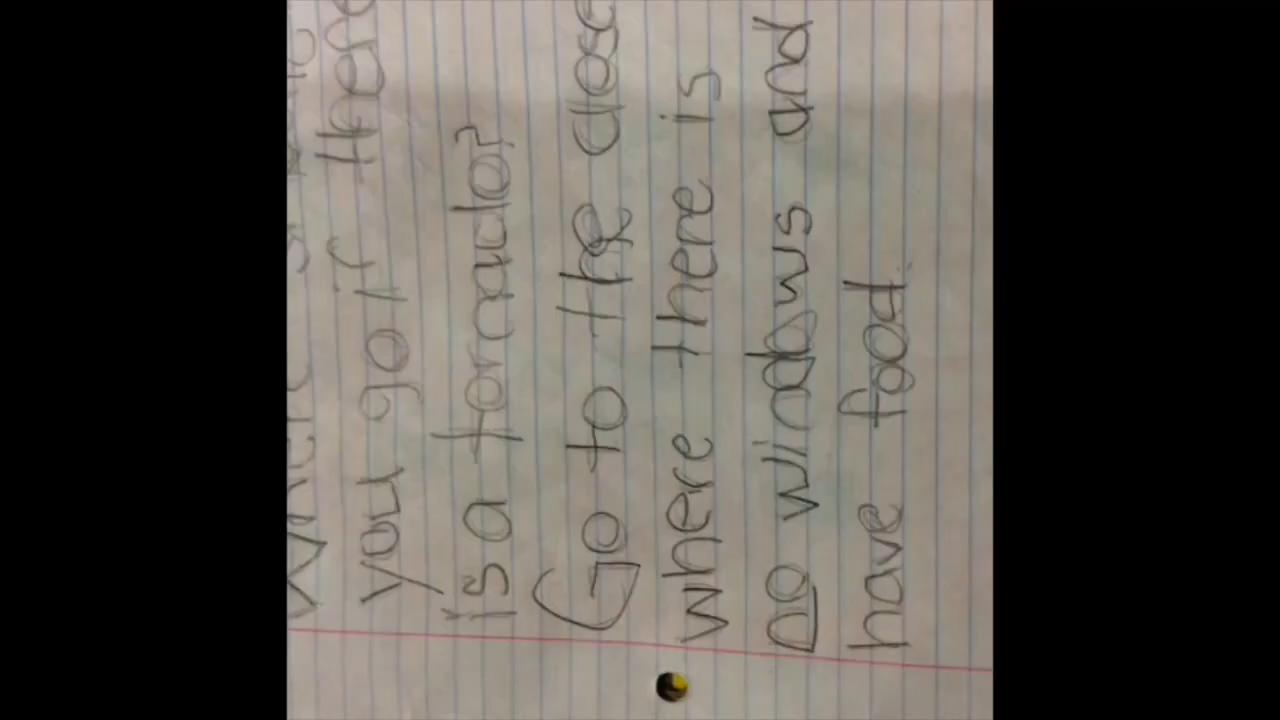 you go if there
is a tornado?
Go to the close
where there is
no windows and
have food.